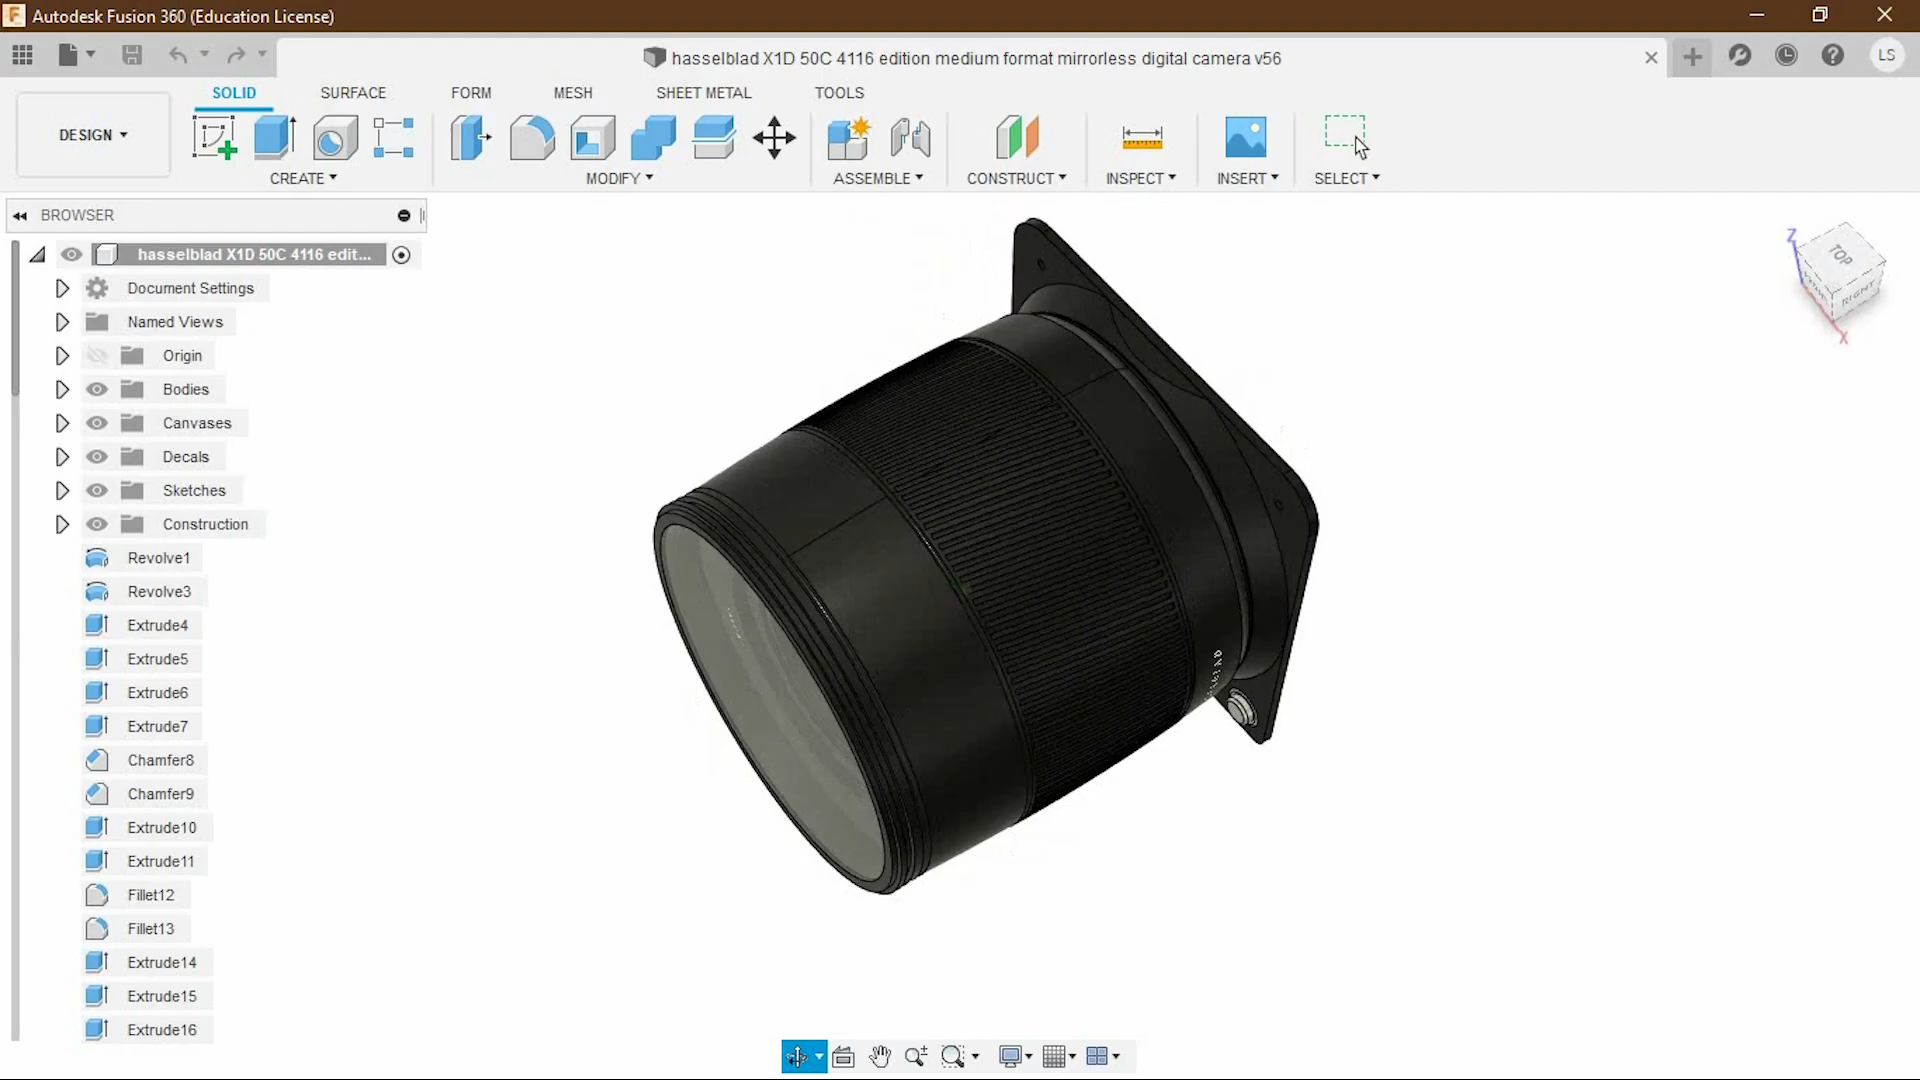 Autodesk Fusion 360 (Education License)
hasselblad X1D 50C 4116 edition medium format mirrorless digital camera v56
LS
SOLID SURFACE FORM MESH SHEET METAL TOOLS
DESIGN
CREATE MODIFY ASSEMBLE CONSTRUCT INSPECT INSERT SELECT
BROWSER
hasselblad X1D 50C 4116 edit...
Document Settings
Named Views
Origin
Bodies
Canvases
Decals
Sketches
Construction
Revolve1
Revolve3
Extrude4
Extrude5
Extrude6
Extrude7
Chamfer8
Chamfer9
Extrude10
Extrude11
Fillet12
Fillet13
Extrude14
Extrude15
Extrude16
Z
TOP
RIGHT
X